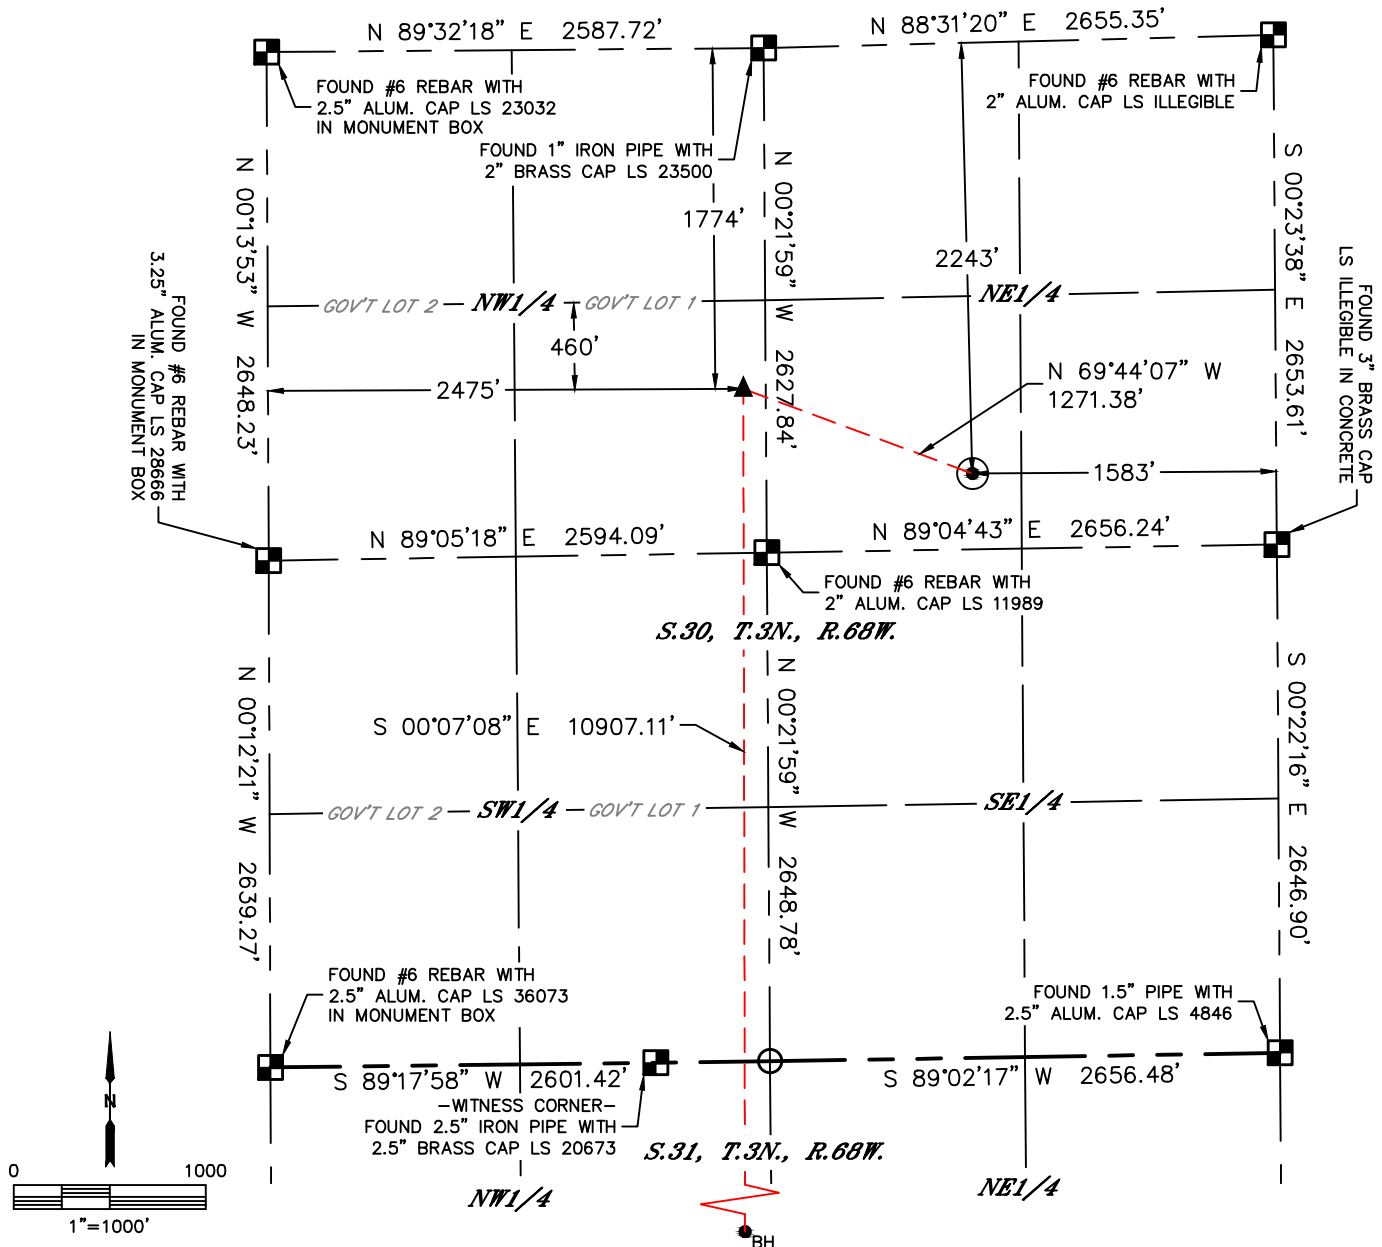 N 89°32'18" E 2587.72'
N 88°31'20" E 2655.35'
FOUND #6 REBAR WITH
2.5" ALUM. CAP LS 23032
IN MONUMENT BOX
FOUND #6 REBAR WITH
2" ALUM. CAP LS ILLEGIBLE
FOUND 1" IRON PIPE WITH
2" BRASS CAP LS 23500
N 00°13'53" W 2648.23'
N 00°21'59" W 2627.84'
S 00°23'38" E 2653.61'
1774'
2243'
FOUND #6 REBAR WITH
3.25" ALUM. CAP LS 28666
IN MONUMENT BOX
FOUND 3" BRASS CAP
LS ILLEGIBLE IN CONCRETE
GOV'T LOT 2
NW1/4
GOV'T LOT 1
NE1/4
460'
2475'
N 69°44'07" W
1271.38'
1583'
N 89°05'18" E 2594.09'
N 89°04'43" E 2656.24'
FOUND #6 REBAR WITH
2" ALUM. CAP LS 11989
S.30, T.3N., R.68W.
N 00°12'21" W 2639.27'
N 00°21'59" W 2648.78'
S 00°22'16" E 2646.90'
S 00°07'08" E 10907.11'
GOV'T LOT 2
SW1/4
GOV'T LOT 1
SE1/4
FOUND #6 REBAR WITH
2.5" ALUM. CAP LS 36073
IN MONUMENT BOX
FOUND 1.5" PIPE WITH
2.5" ALUM. CAP LS 4846
S 89°17'58" W 2601.42'
S 89°02'17" W 2656.48'
-WITNESS CORNER-
FOUND 2.5" IRON PIPE WITH
2.5" BRASS CAP LS 20673
S.31, T.3N., R.68W.
N
0 1000
1"=1000'
NW1/4
NE1/4
BH